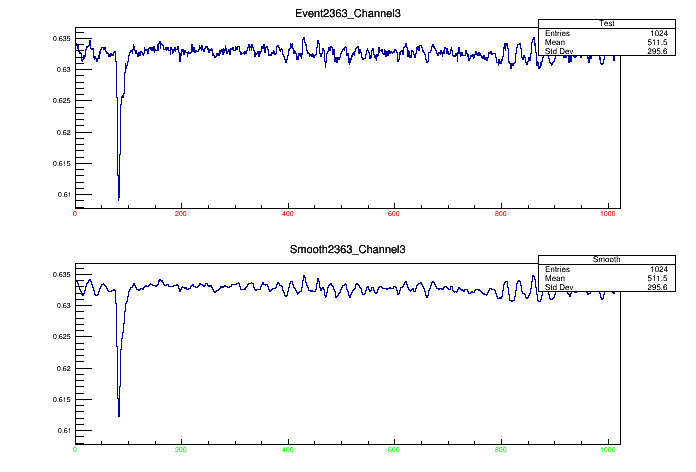 Event2363_Channel3
Test
Entries 1024
Mean 511.5
Std Dev 295.6
0.635
0.63
0.625
0.62
0.615
0.61
0 200 400 600 800 1000
Smooth2363_Channel3
Smooth
Entries 1024
Mean 511.5
Std Dev 295.6
0.635
0.63
0.625
0.62
0.615
0.61
0 200 400 600 800 1000